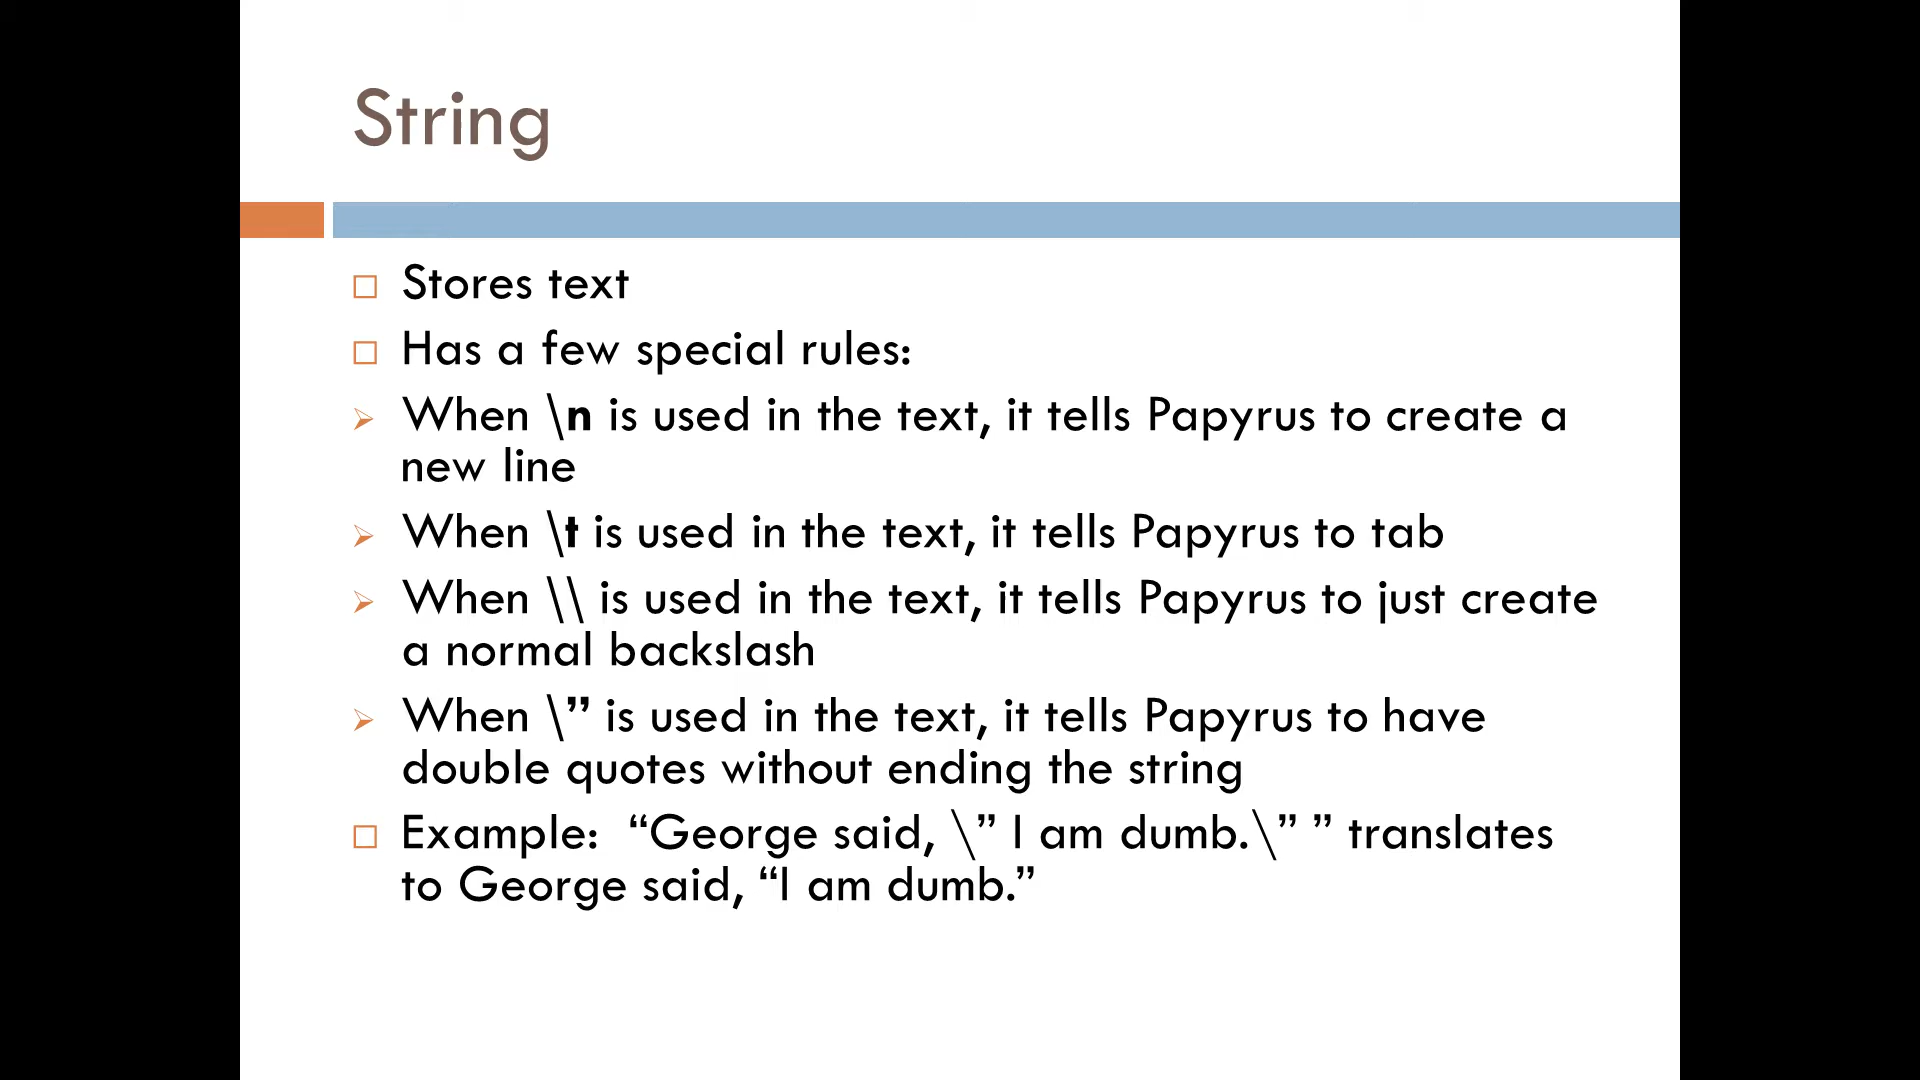 String
Stores text
Has a few special rules:
When \n is used in the text, it tells Papyrus to create a
new line
When \t is used in the text, it tells Papyrus to tab
When \\ is used in the text, it tells Papyrus to just create
a normal backslash
When \” is used in the text, it tells Papyrus to have
double quotes without ending the string
Example:  “George said, \” I am dumb.\” ” translates
to George said, “I am dumb.”